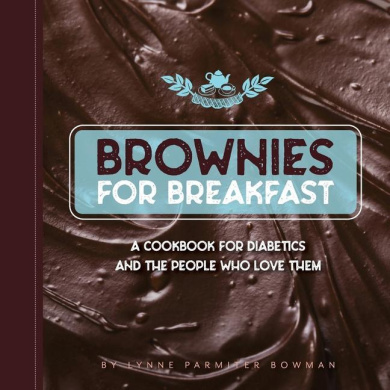 BROWNIES
FOR BREAKFAST
A COOKBOOK FOR DIABETICS
AND THE PEOPLE WHO LOVE THEM
BY LYNNE PARMITER BOWMAN